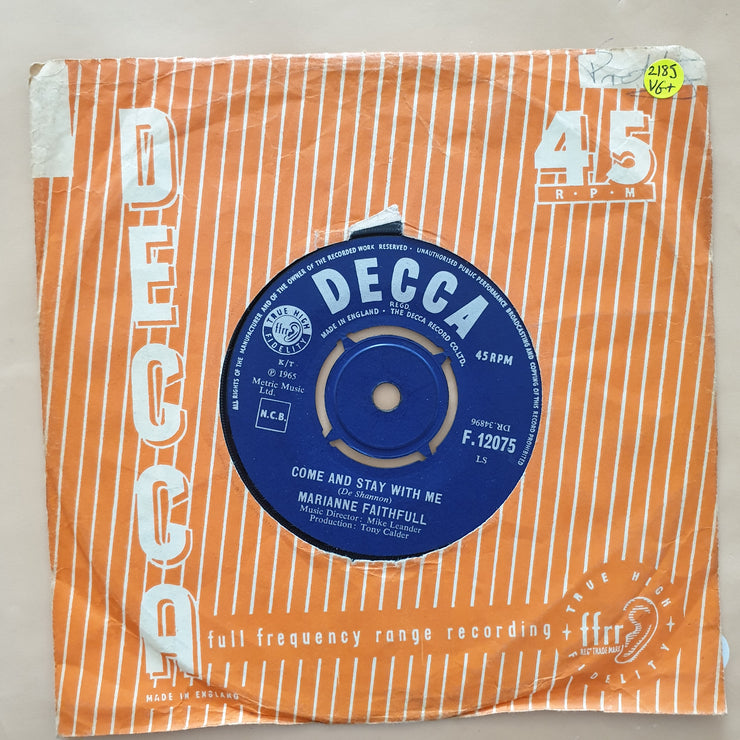 2185
VG+
DECCA
45
R·P·M
ALL RIGHTS OF THE MANUFACTURER AND OF THE OWNER OF THE RECORDED WORK RESERVED · UNAUTHORISED PUBLIC PERFORMANCE BROADCASTING AND COPYING OF THIS RECORD PROHIBITED
DECCA
REGD.
MADE IN ENGLAND · THE DECCA RECORD CO. LTD.
TRUE HIGH
ffrr
FIDELITY
45 RPM
K/T
℗ 1965
Metric Music
Ltd.
N.C.B.
DR.34896
F.12075
LS
COME AND STAY WITH ME
(De Shannon)
MARIANNE FAITHFULL
Music Director: Mike Leander
Production: Tony Calder
full frequency range recording
TRUE HIGH
ffrr
REGD TRADE MARK
FIDELITY
MADE IN ENGLAND